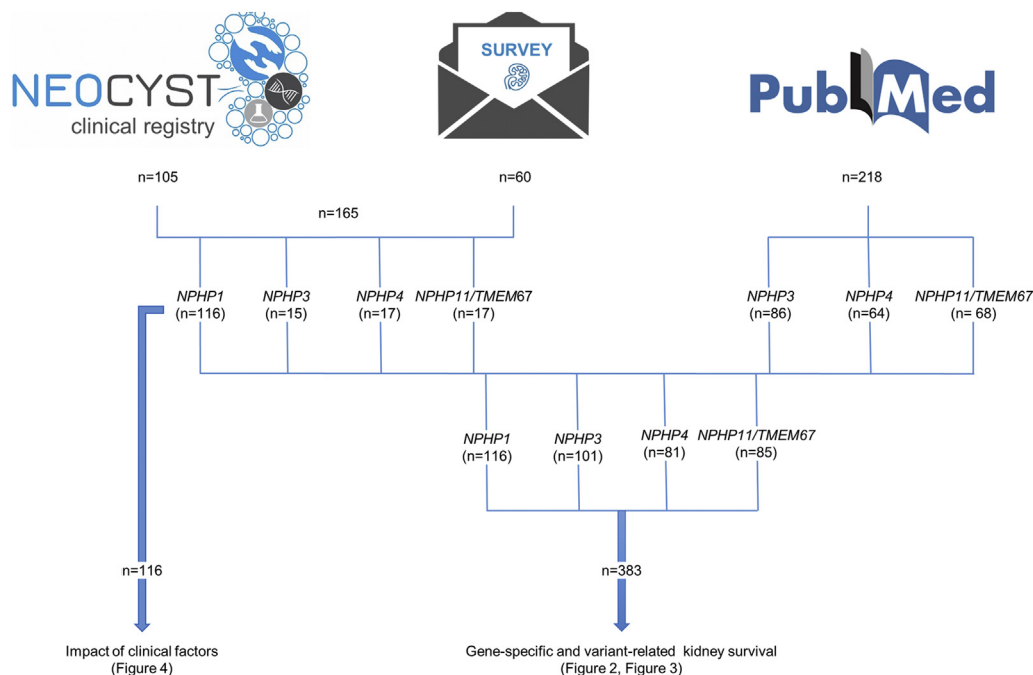 NEOCYST
clinical registry
SURVEY
PubMed
n=105
n=60
n=218
n=165
NPHP1
(n=116)
NPHP3
(n=15)
NPHP4
(n=17)
NPHP11/TMEM67
(n=17)
NPHP3
(n=86)
NPHP4
(n=64)
NPHP11/TMEM67
(n= 68)
NPHP1
(n=116)
NPHP3
(n=101)
NPHP4
(n=81)
NPHP11/TMEM67
(n=85)
n=116
n=383
Impact of clinical factors
(Figure 4)
Gene-specific and variant-related kidney survival
(Figure 2, Figure 3)